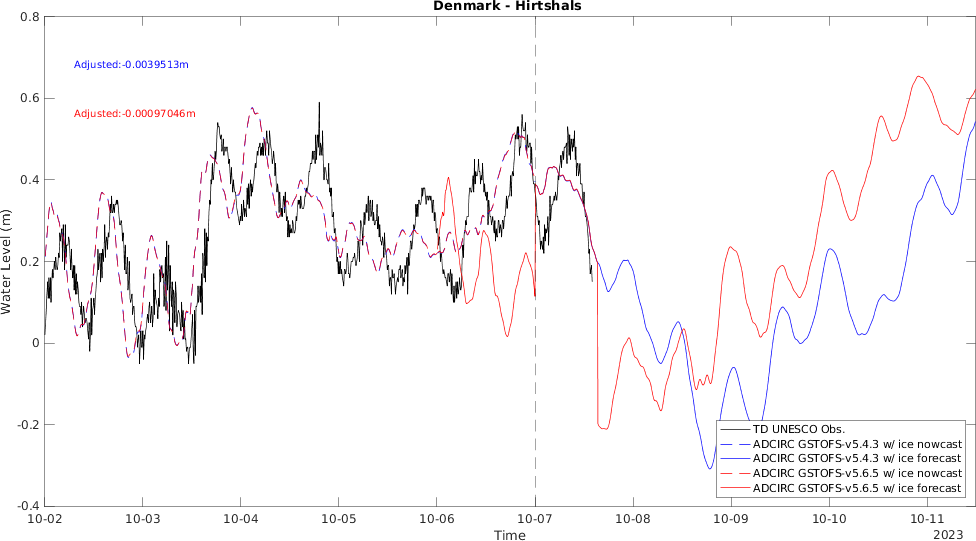 Denmark - Hirtshals
0.8
0.6
0.4
0.2
0
-0.2
-0.4
Water Level (m)
Adjusted:-0.0039513m
Adjusted:-0.00097046m
TD UNESCO Obs.
ADCIRC GSTOFS-v5.4.3 w/ ice nowcast
ADCIRC GSTOFS-v5.4.3 w/ ice forecast
ADCIRC GSTOFS-v5.6.5 w/ ice nowcast
ADCIRC GSTOFS-v5.6.5 w/ ice forecast
10-02 10-03 10-04 10-05 10-06 10-07 10-08 10-09 10-10 10-11
Time
2023